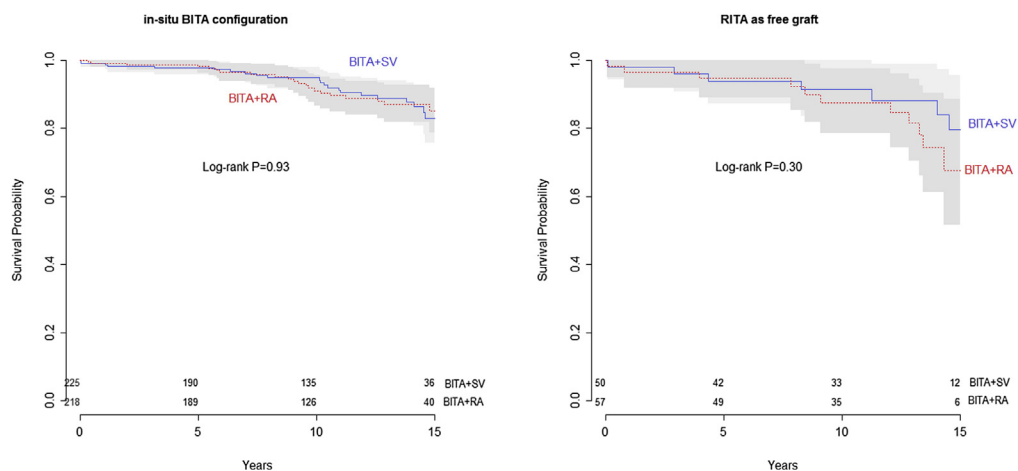 in-situ BITA configuration
Survival Probability
1.0
0.8
0.6
0.4
0.2
0.0
BITA+SV
BITA+RA
Log-rank P=0.93
225 190 135 36 BITA+SV
218 189 126 40 BITA+RA
0 5 10 15
Years
RITA as free graft
Survival Probability
1.0
0.8
0.6
0.4
0.2
0.0
BITA+SV
BITA+RA
Log-rank P=0.30
50 42 33 12 BITA+SV
57 49 35 6 BITA+RA
0 5 10 15
Years